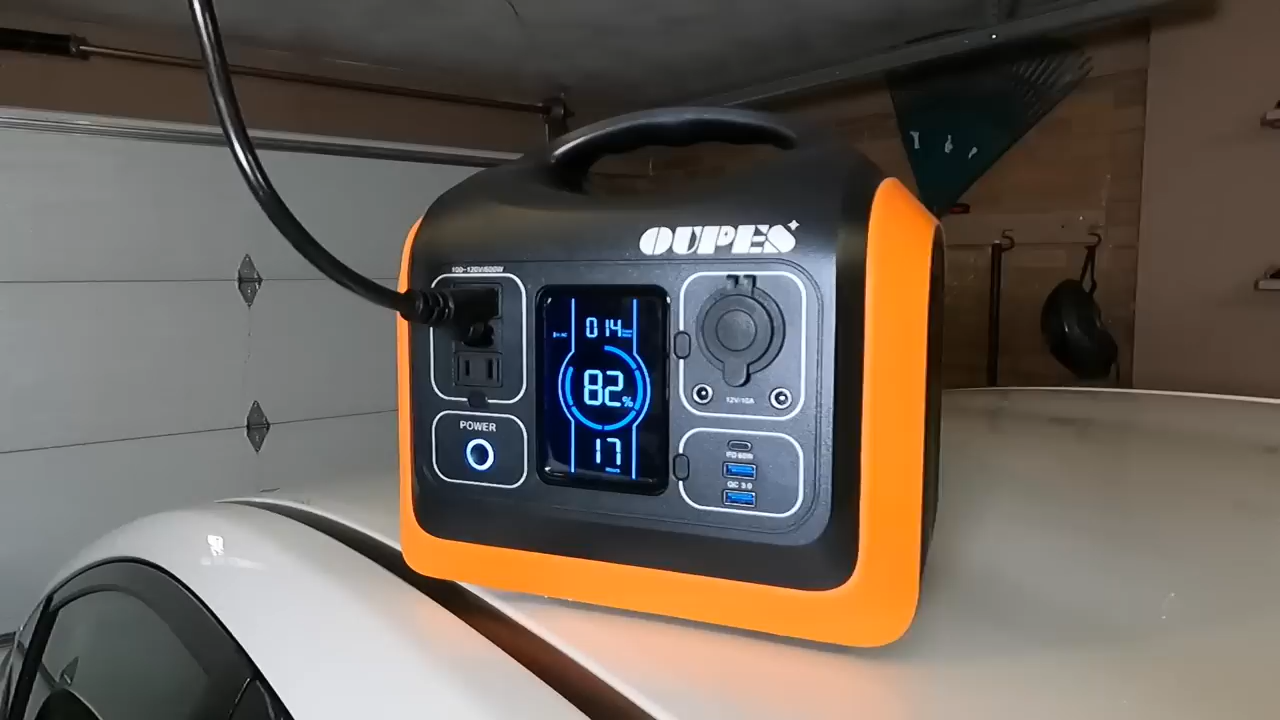 OUPES
100~120V/600W
014
82%
17
POWER
12V/10A
PD 60W
QC 3.0